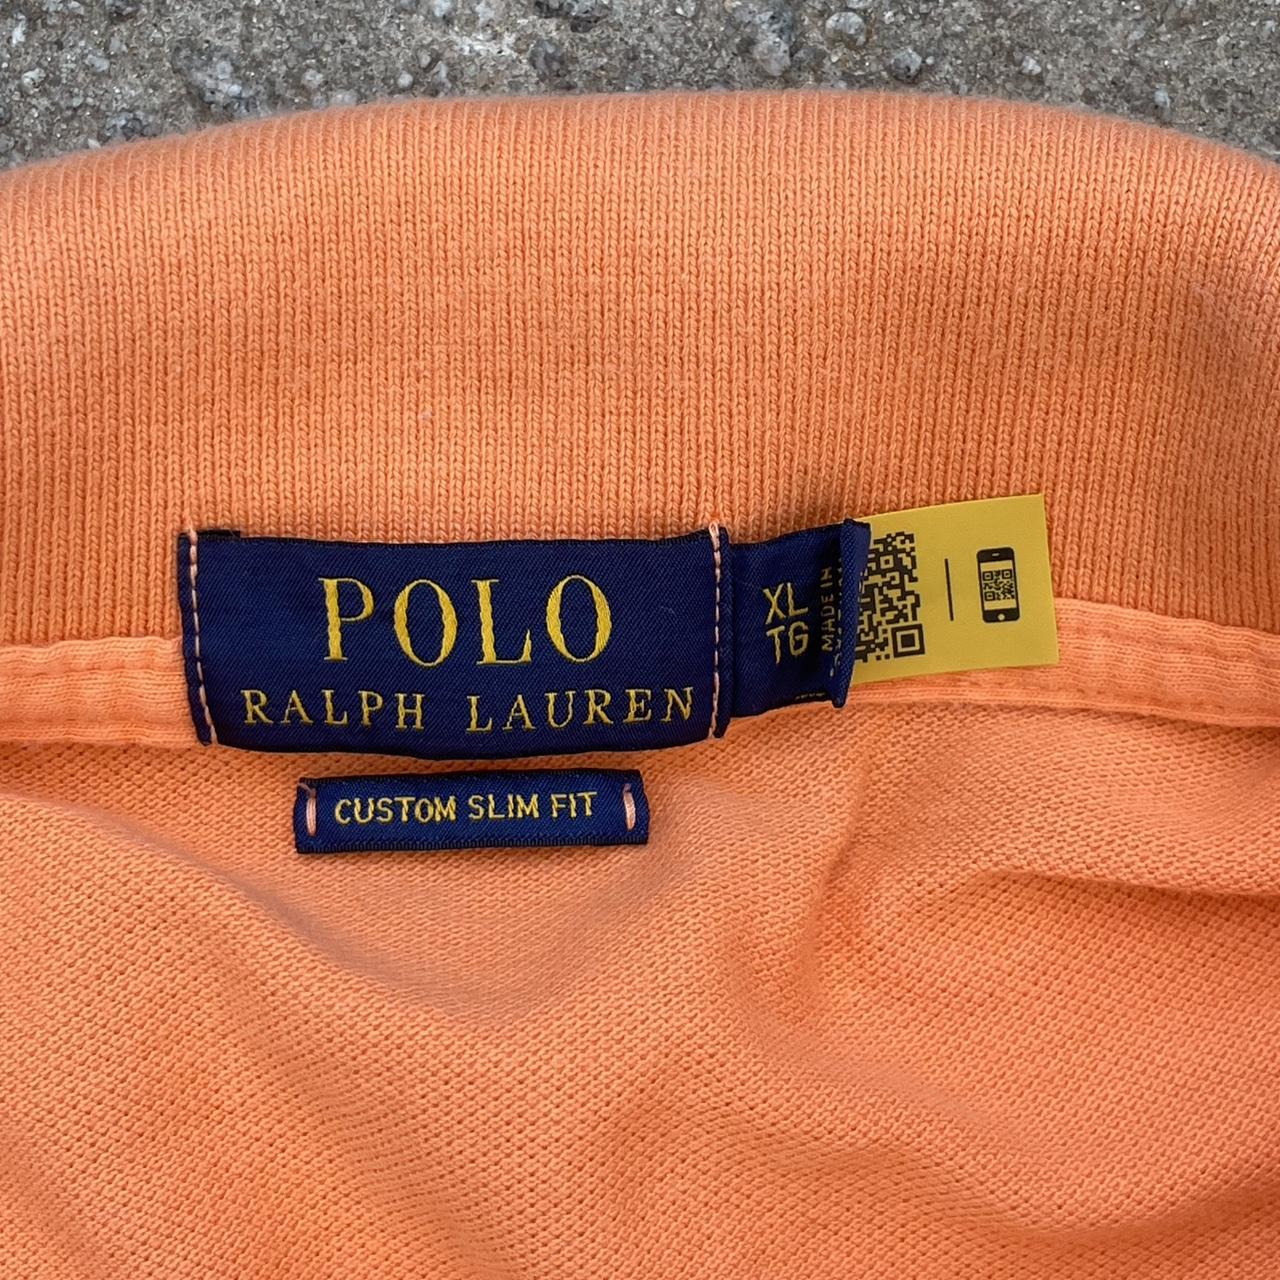 POLO
RALPH LAUREN
XL
TG
MADE IN
CUSTOM SLIM FIT